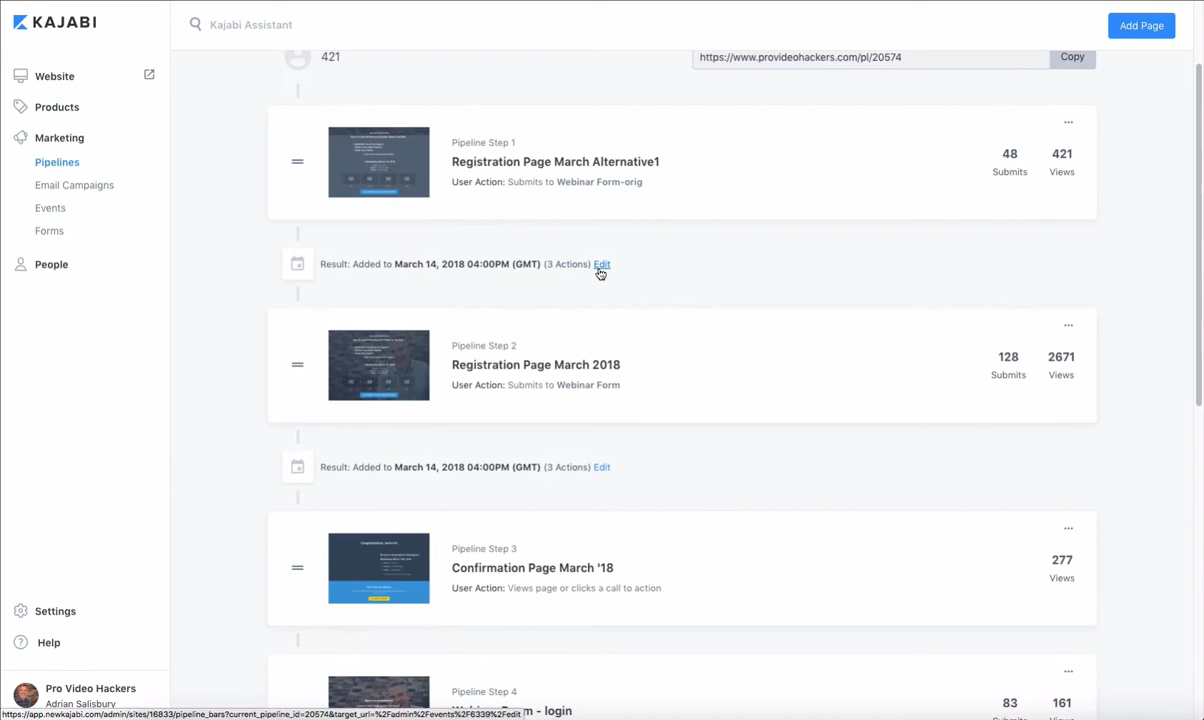 KAJABI
Kajabi Assistant
Add Page
421
https://www.provideohackers.com/pl/20574
Copy
Website
Products
Marketing
Pipelines
Email Campaigns
Events
Forms
People
Pipeline Step 1
Registration Page March Alternative1
User Action: Submits to Webinar Form-orig
48
Submits
421
Views
Result: Added to March 14, 2018 04:00PM (GMT) (3 Actions) Edit
Pipeline Step 2
Registration Page March 2018
User Action: Submits to Webinar Form
128
Submits
2671
Views
Result: Added to March 14, 2018 04:00PM (GMT) (3 Actions) Edit
Pipeline Step 3
Confirmation Page March '18
User Action: Views page or clicks a call to action
277
Views
Pipeline Step 4
- login
83
Submits
161
Views
Settings
Help
Pro Video Hackers
Adrian Salisbury
https://app.newkajabi.com/admin/sites/16833/pipeline_bars?current_pipeline_id=20574&target_url=%2Fadmin%2Fevents%2F6339%2Fedit